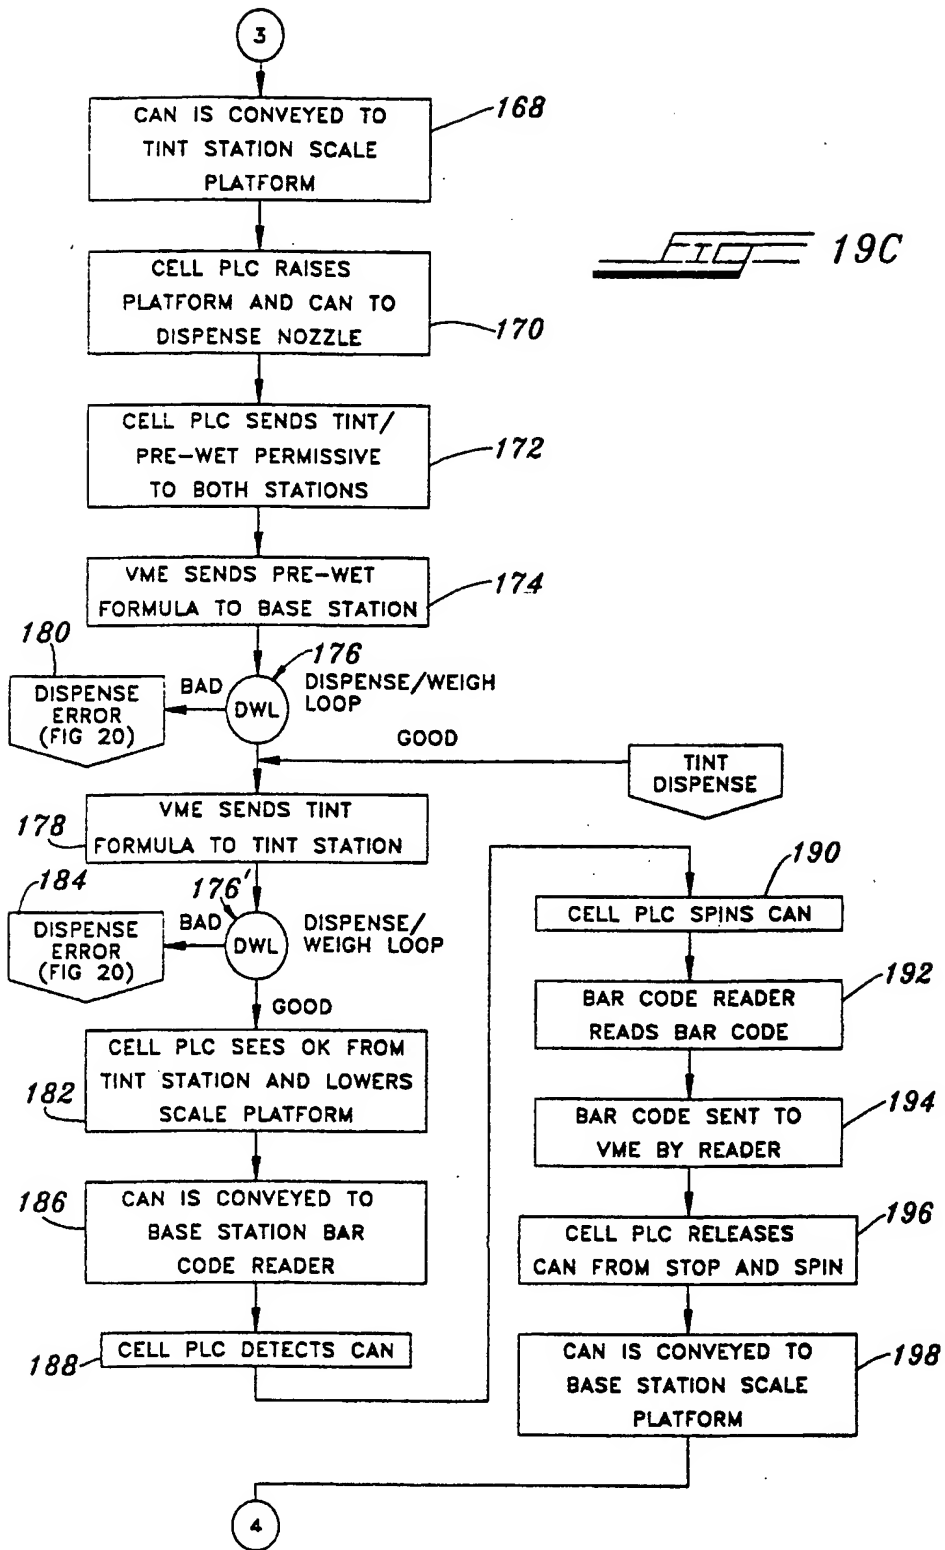 3
CAN IS CONVEYED TO
TINT STATION SCALE
PLATFORM
168
FIG 19C
CELL PLC RAISES
PLATFORM AND CAN TO
DISPENSE NOZZLE
170
CELL PLC SENDS TINT/
PRE-WET PERMISSIVE
TO BOTH STATIONS
172
VME SENDS PRE-WET
FORMULA TO BASE STATION
174
180
DISPENSE
ERROR
(FIG 20)
BAD
DWL
176
DISPENSE/WEIGH
LOOP
GOOD
TINT
DISPENSE
VME SENDS TINT
FORMULA TO TINT STATION
178
184
DISPENSE
ERROR
(FIG 20)
BAD
DWL
176'
DISPENSE/
WEIGH LOOP
GOOD
CELL PLC SEES OK FROM
TINT STATION AND LOWERS
SCALE PLATFORM
182
CAN IS CONVEYED TO
BASE STATION BAR
CODE READER
186
CELL PLC DETECTS CAN
188
190
CELL PLC SPINS CAN
192
BAR CODE READER
READS BAR CODE
194
BAR CODE SENT TO
VME BY READER
196
CELL PLC RELEASES
CAN FROM STOP AND SPIN
198
CAN IS CONVEYED TO
BASE STATION SCALE
PLATFORM
4